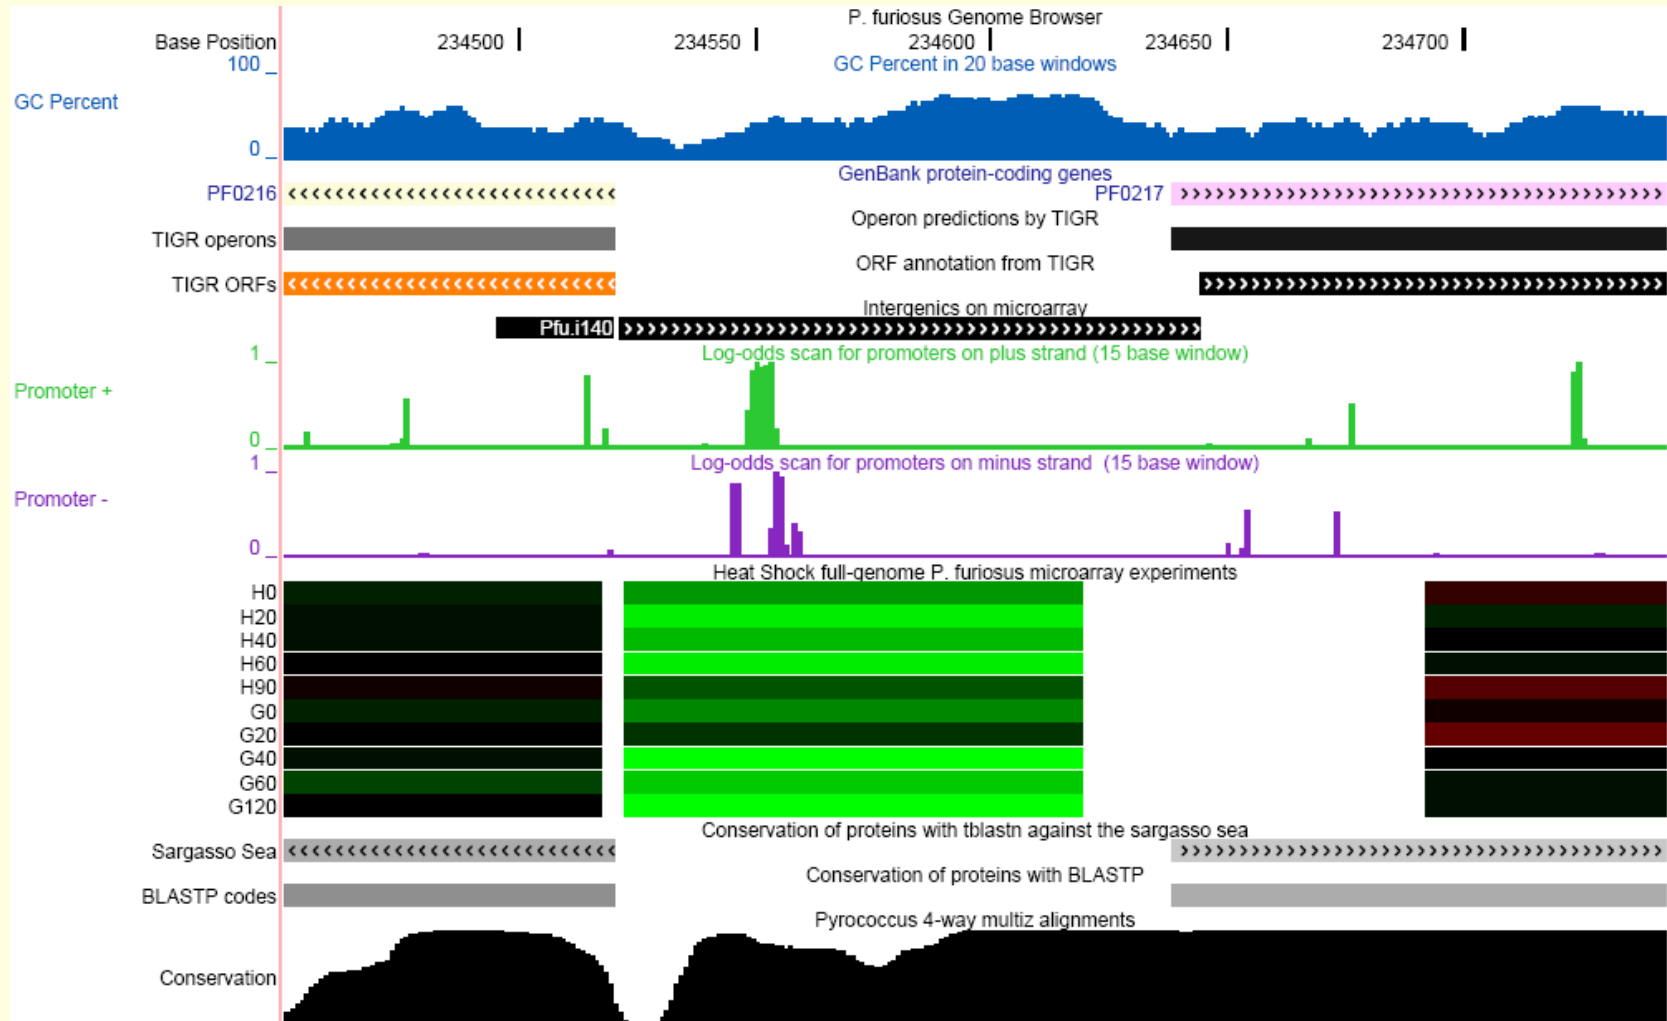 P. furiosus Genome Browser
Base Position 234500 234550 234600 234650 234700
100
GC Percent in 20 base windows
GC Percent
0
GenBank protein-coding genes
PF0216 PF0217
Operon predictions by TIGR
TIGR operons
ORF annotation from TIGR
TIGR ORFs
Intergenics on microarray
Pfu.i140
1
Log-odds scan for promoters on plus strand (15 base window)
Promoter +
0
1
Log-odds scan for promoters on minus strand (15 base window)
Promoter -
0
Heat Shock full-genome P. furiosus microarray experiments
H0
H20
H40
H60
H90
G0
G20
G40
G60
G120
Conservation of proteins with tblastn against the sargasso sea
Sargasso Sea
Conservation of proteins with BLASTP
BLASTP codes
Pyrococcus 4-way multiz alignments
Conservation